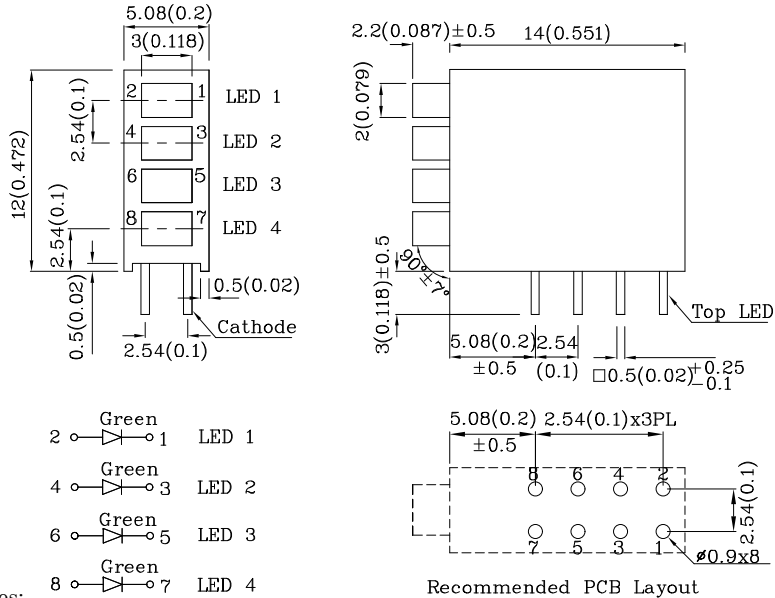 5.08(0.2)
3(0.118)
2 1 LED 1
4 3 LED 2
6 5 LED 3
8 7 LED 4
12(0.472)
2.54(0.1)
2.54(0.1)
0.5(0.02)
0.5(0.02)
Cathode
2.54(0.1)
2.2(0.087)±0.5
14(0.551)
2(0.079)
90°±7°
3(0.118)±0.5
Top LED
5.08(0.2)
±0.5
2.54
(0.1)
□0.5(0.02)+0.25
-0.1
Green
2 1 LED 1
Green
4 3 LED 2
Green
6 5 LED 3
Green
8 7 LED 4
es:
5.08(0.2)
±0.5
2.54(0.1)x3PL
8 6 4 2
7 5 3 1
2.54(0.1)
ø0.9x8
Recommended PCB Layout